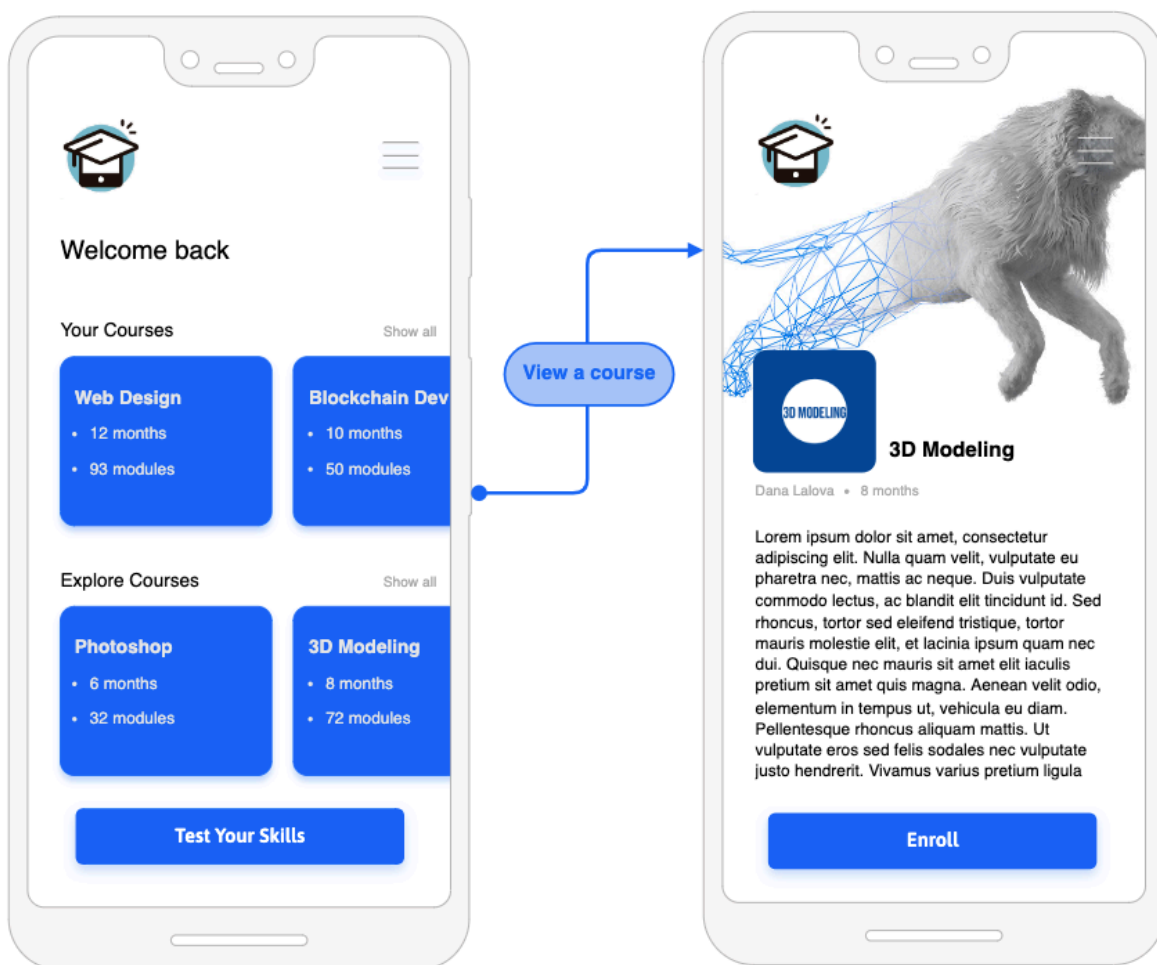 Welcome back
Your Courses
Show all
Web Design
• 12 months
• 93 modules
Blockchain Dev
• 10 months
• 50 modules
Explore Courses
Show all
Photoshop
• 6 months
• 32 modules
3D Modeling
• 8 months
• 72 modules
Test Your Skills
View a course
3D MODELING
3D Modeling
Dana Lalova • 8 months
Lorem ipsum dolor sit amet, consectetur
adipiscing elit. Nulla quam velit, vulputate eu
pharetra nec, mattis ac neque. Duis vulputate
commodo lectus, ac blandit elit tincidunt id. Sed
rhoncus, tortor sed eleifend tristique, tortor
mauris molestie elit, et lacinia ipsum quam nec
dui. Quisque nec mauris sit amet elit iaculis
pretium sit amet quis magna. Aenean velit odio,
elementum in tempus ut, vehicula eu diam.
Pellentesque rhoncus aliquam mattis. Ut
vulputate eros sed felis sodales nec vulputate
justo hendrerit. Vivamus varius pretium ligula
Enroll